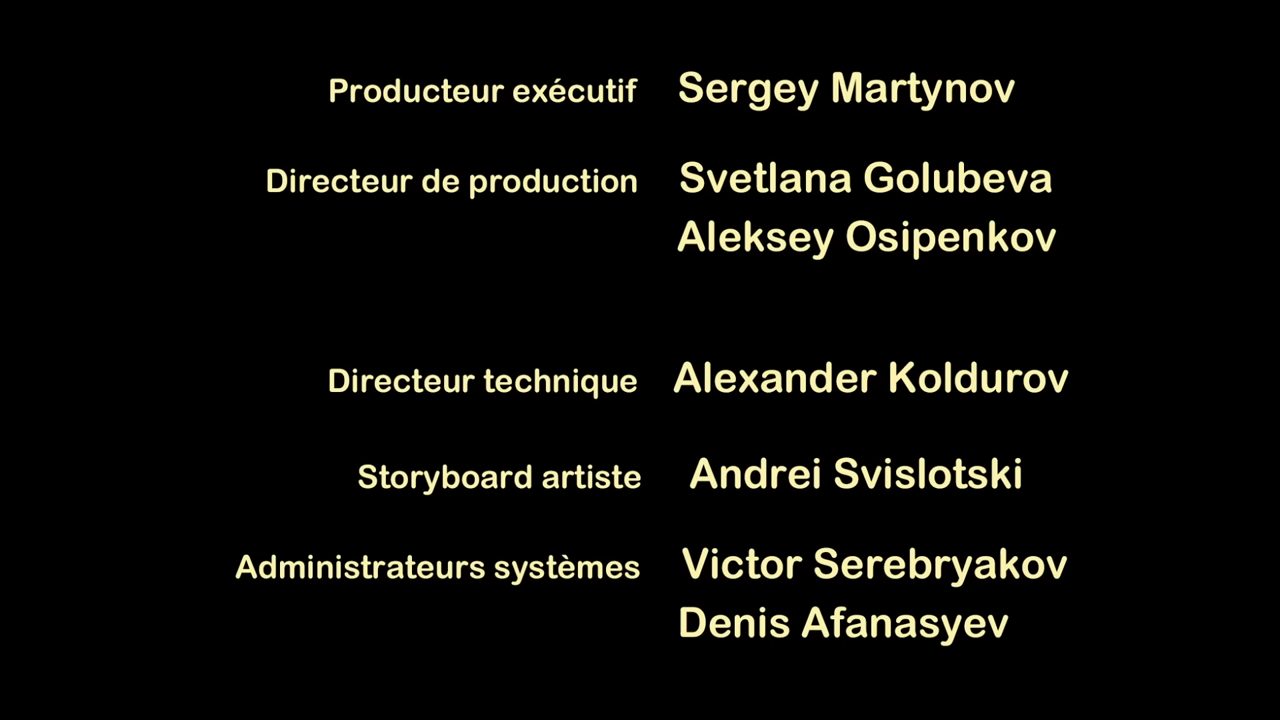 Producteur exécutif Sergey Martynov
Directeur de production Svetlana Golubeva
Aleksey Osipenkov
Directeur technique Alexander Koldurov
Storyboard artiste Andrei Svislotski
Administrateurs systèmes Victor Serebryakov
Denis Afanasyev